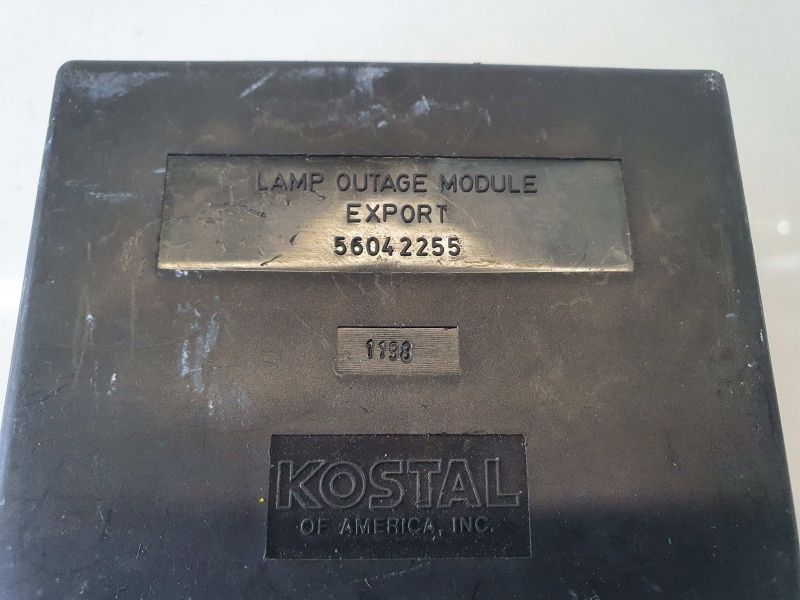 LAMP OUTAGE MODULE
EXPORT
56042255
1198
KOSTAL
OF AMERICA, INC.